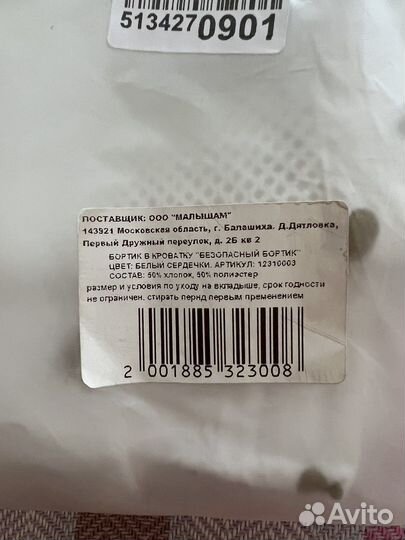 5134270901
ПОСТАВЩИК: ООО "МАЛЫШАМ"
143921 Московская область, г. Балашиха. Д.Дятловка,
Первый Дружный переулок, д. 2Б кв 2
БОРТИК В КРОВАТКУ "БЕЗОПАСНЫЙ БОРТИК"
ЦВЕТ: БЕЛЫЙ СЕРДЕЧКИ. АРТИКУЛ: 12310003
СОСТАВ: 50% хлопок, 50% полиэстер
размер и условия по уходу на вкладыше, срок годности
не ограничен. стирать пернд первым применением
2 001885 323008
Avito